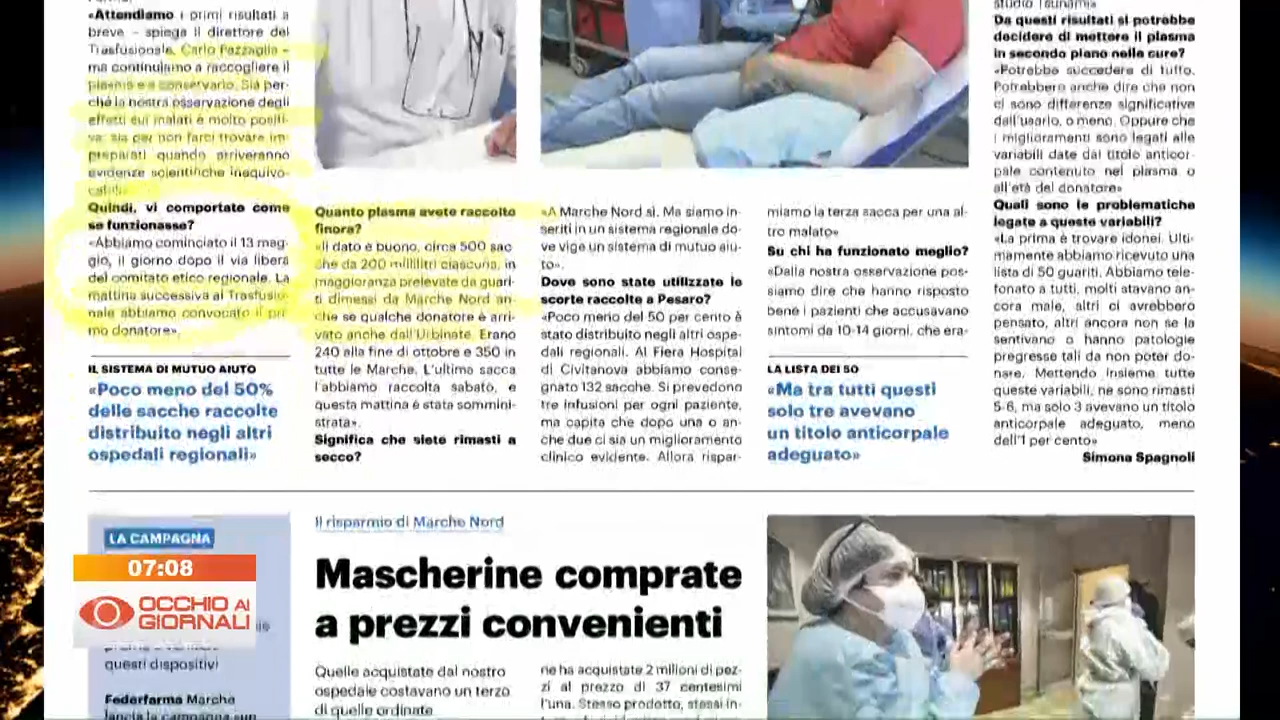 «Attendiamo i primi risultati a
breve – spiega il direttore del
Trasfusionale, Carlo Pazzaglia –
ma continuiamo a raccogliere il
plasma e a conservarlo. Sia per-
ché la nostra osservazione degli
effetti sui malati è molto positi-
va, sia per non farci trovare im-
preparati quando arriveranno
evidenze scientifiche inequivo-
Quindi, vi comportate come
se funzionasse?
«Abbiamo cominciato il 13 mag-
gio, il giorno dopo il via libera
del comitato etico regionale. La
mattina successiva al Trasfusio-
nale abbiamo convocato il pri-
mo donatore».
IL SISTEMA DI MUTUO AIUTO
«Poco meno del 50%
delle sacche raccolte
distribuito negli altri
ospedali regionali»
Quanto plasma avete raccolto
finora?
«Il dato è buono, circa 500 sac-
che da 200 millilitri ciascuna, in
maggioranza prelevate da guari-
ti dimessi da Marche Nord an-
che se qualche donatore è arri-
vato anche dall'Urbinate. Erano
240 alla fine di ottobre e 350 in
tutte le Marche. L'ultima sacca
l'abbiamo raccolta sabato, e
questa mattina è stata sommini-
strata».
Significa che siete rimasti a
secco?
«A Marche Nord sì. Ma siamo in-
seriti in un sistema regionale do-
ve vige un sistema di mutuo aiu-
to».
Dove sono state utilizzate le
scorte raccolte a Pesaro?
«Poco meno del 50 per cento è
stato distribuito negli altri ospe-
dali regionali. Al Fiera Hospital
di Civitanova abbiamo conse-
gnato 132 sacche. Si prevedono
tre infusioni per ogni paziente,
ma capita che dopo una o an-
che due ci sia un miglioramento
clinico evidente. Allora rispar-
miamo la terza sacca per una al-
tro malato»
Su chi ha funzionato meglio?
«Dalla nostra osservazione pos-
siamo dire che hanno risposto
bene i pazienti che accusavano
sintomi da 10-14 giorni, che era-
LA LISTA DEI 50
«Ma tra tutti questi
solo tre avevano
un titolo anticorpale
adeguato»
studio Tsunami»
Da questi risultati si potrebbe
decidere di mettere il plasma
in secondo piano nelle cure?
«Potrebbe succedere di tutto.
Potrebbero anche dire che non
ci sono differenze significative
dall'usarlo, o meno. Oppure che
i miglioramenti sono legati alle
variabili date dal titolo anticor-
pale contenuto nel plasma o
all'età del donatore»
Quali sono le problematiche
legate a queste variabili?
«La prima è trovare idonei. Ulti-
mamente abbiamo ricevuto una
lista di 50 guariti. Abbiamo tele-
fonato a tutti, molti stavano an-
cora male, altri ci avrebbero
pensato, altri ancora non se la
sentivano o hanno patologie
pregresse tali da non poter do-
nare. Mettendo insieme tutte
queste variabili, ne sono rimasti
5-6, ma solo 3 avevano un titolo
anticorpale adeguato, meno
dell'1 per cento»
Simona Spagnoli
LA CAMPAGNA
07:08
OCCHIO AI
GIORNALI
questi dispositivi
Federfarma Marche
lancia la campagna «un
Il risparmio di Marche Nord
Mascherine comprate
a prezzi convenienti
Quelle acquistate dal nostro
ospedale costavano un terzo
di quelle ordinate
ne ha acquistate 2 milioni di pez-
zi al prezzo di 37 centesimi
l'una. Stesso prodotto, stessi in-